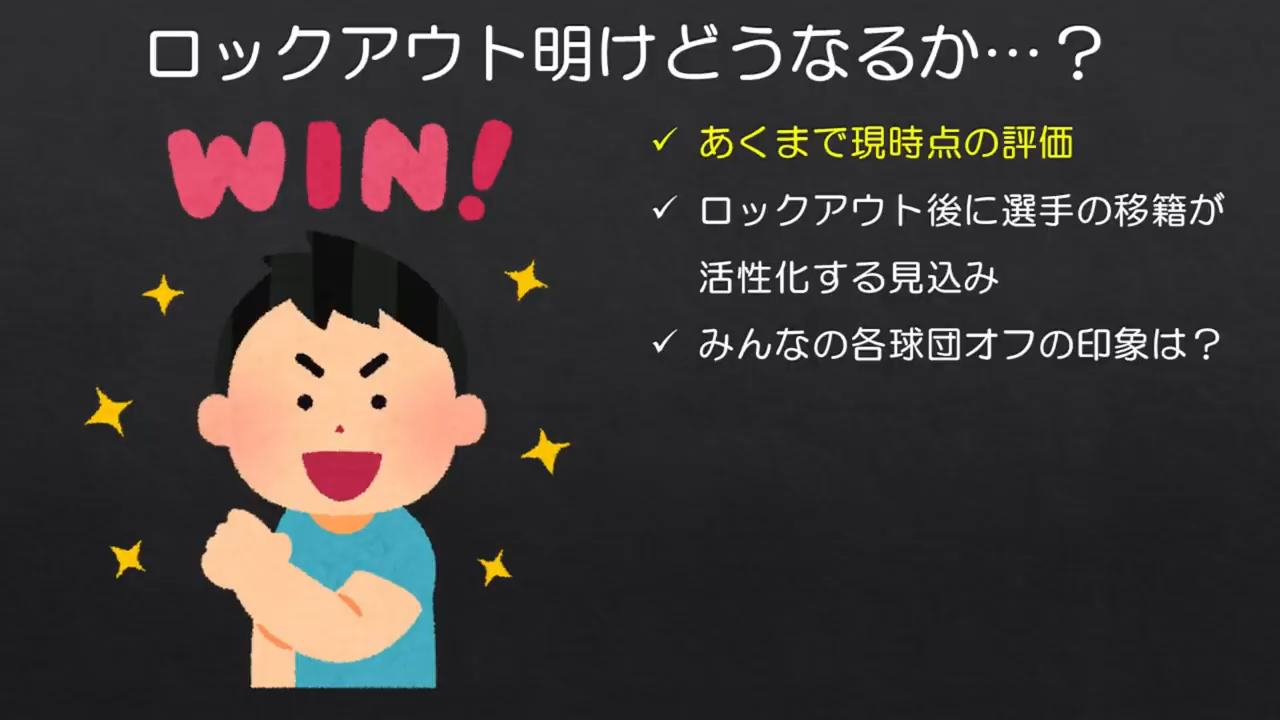 ロックアウト明けどうなるか…？
WIN!
✓ あくまで現時点の評価
✓ ロックアウト後に選手の移籍が
活性化する見込み
✓ みんなの各球団オフの印象は？